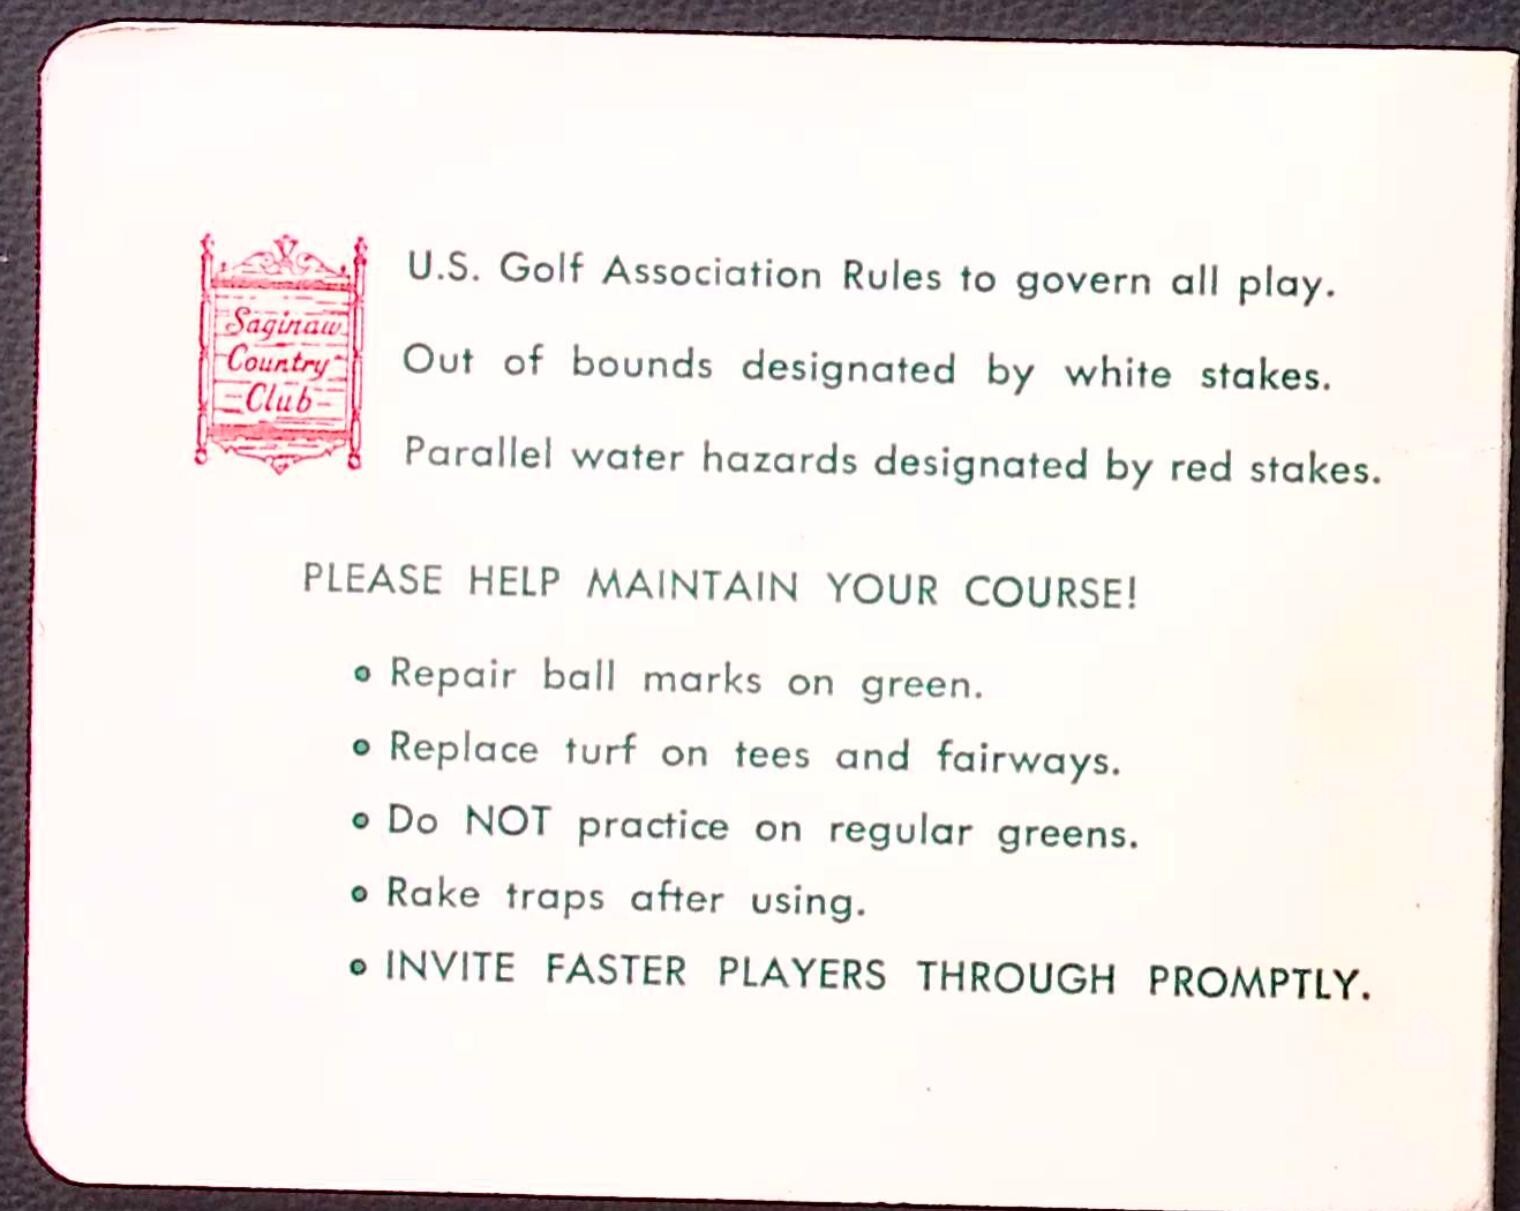 Saginaw
Country
Club
U.S. Golf Association Rules to govern all play.
Out of bounds designated by white stakes.
Parallel water hazards designated by red stakes.
PLEASE HELP MAINTAIN YOUR COURSE!
• Repair ball marks on green.
• Replace turf on tees and fairways.
• Do NOT practice on regular greens.
• Rake traps after using.
• INVITE FASTER PLAYERS THROUGH PROMPTLY.